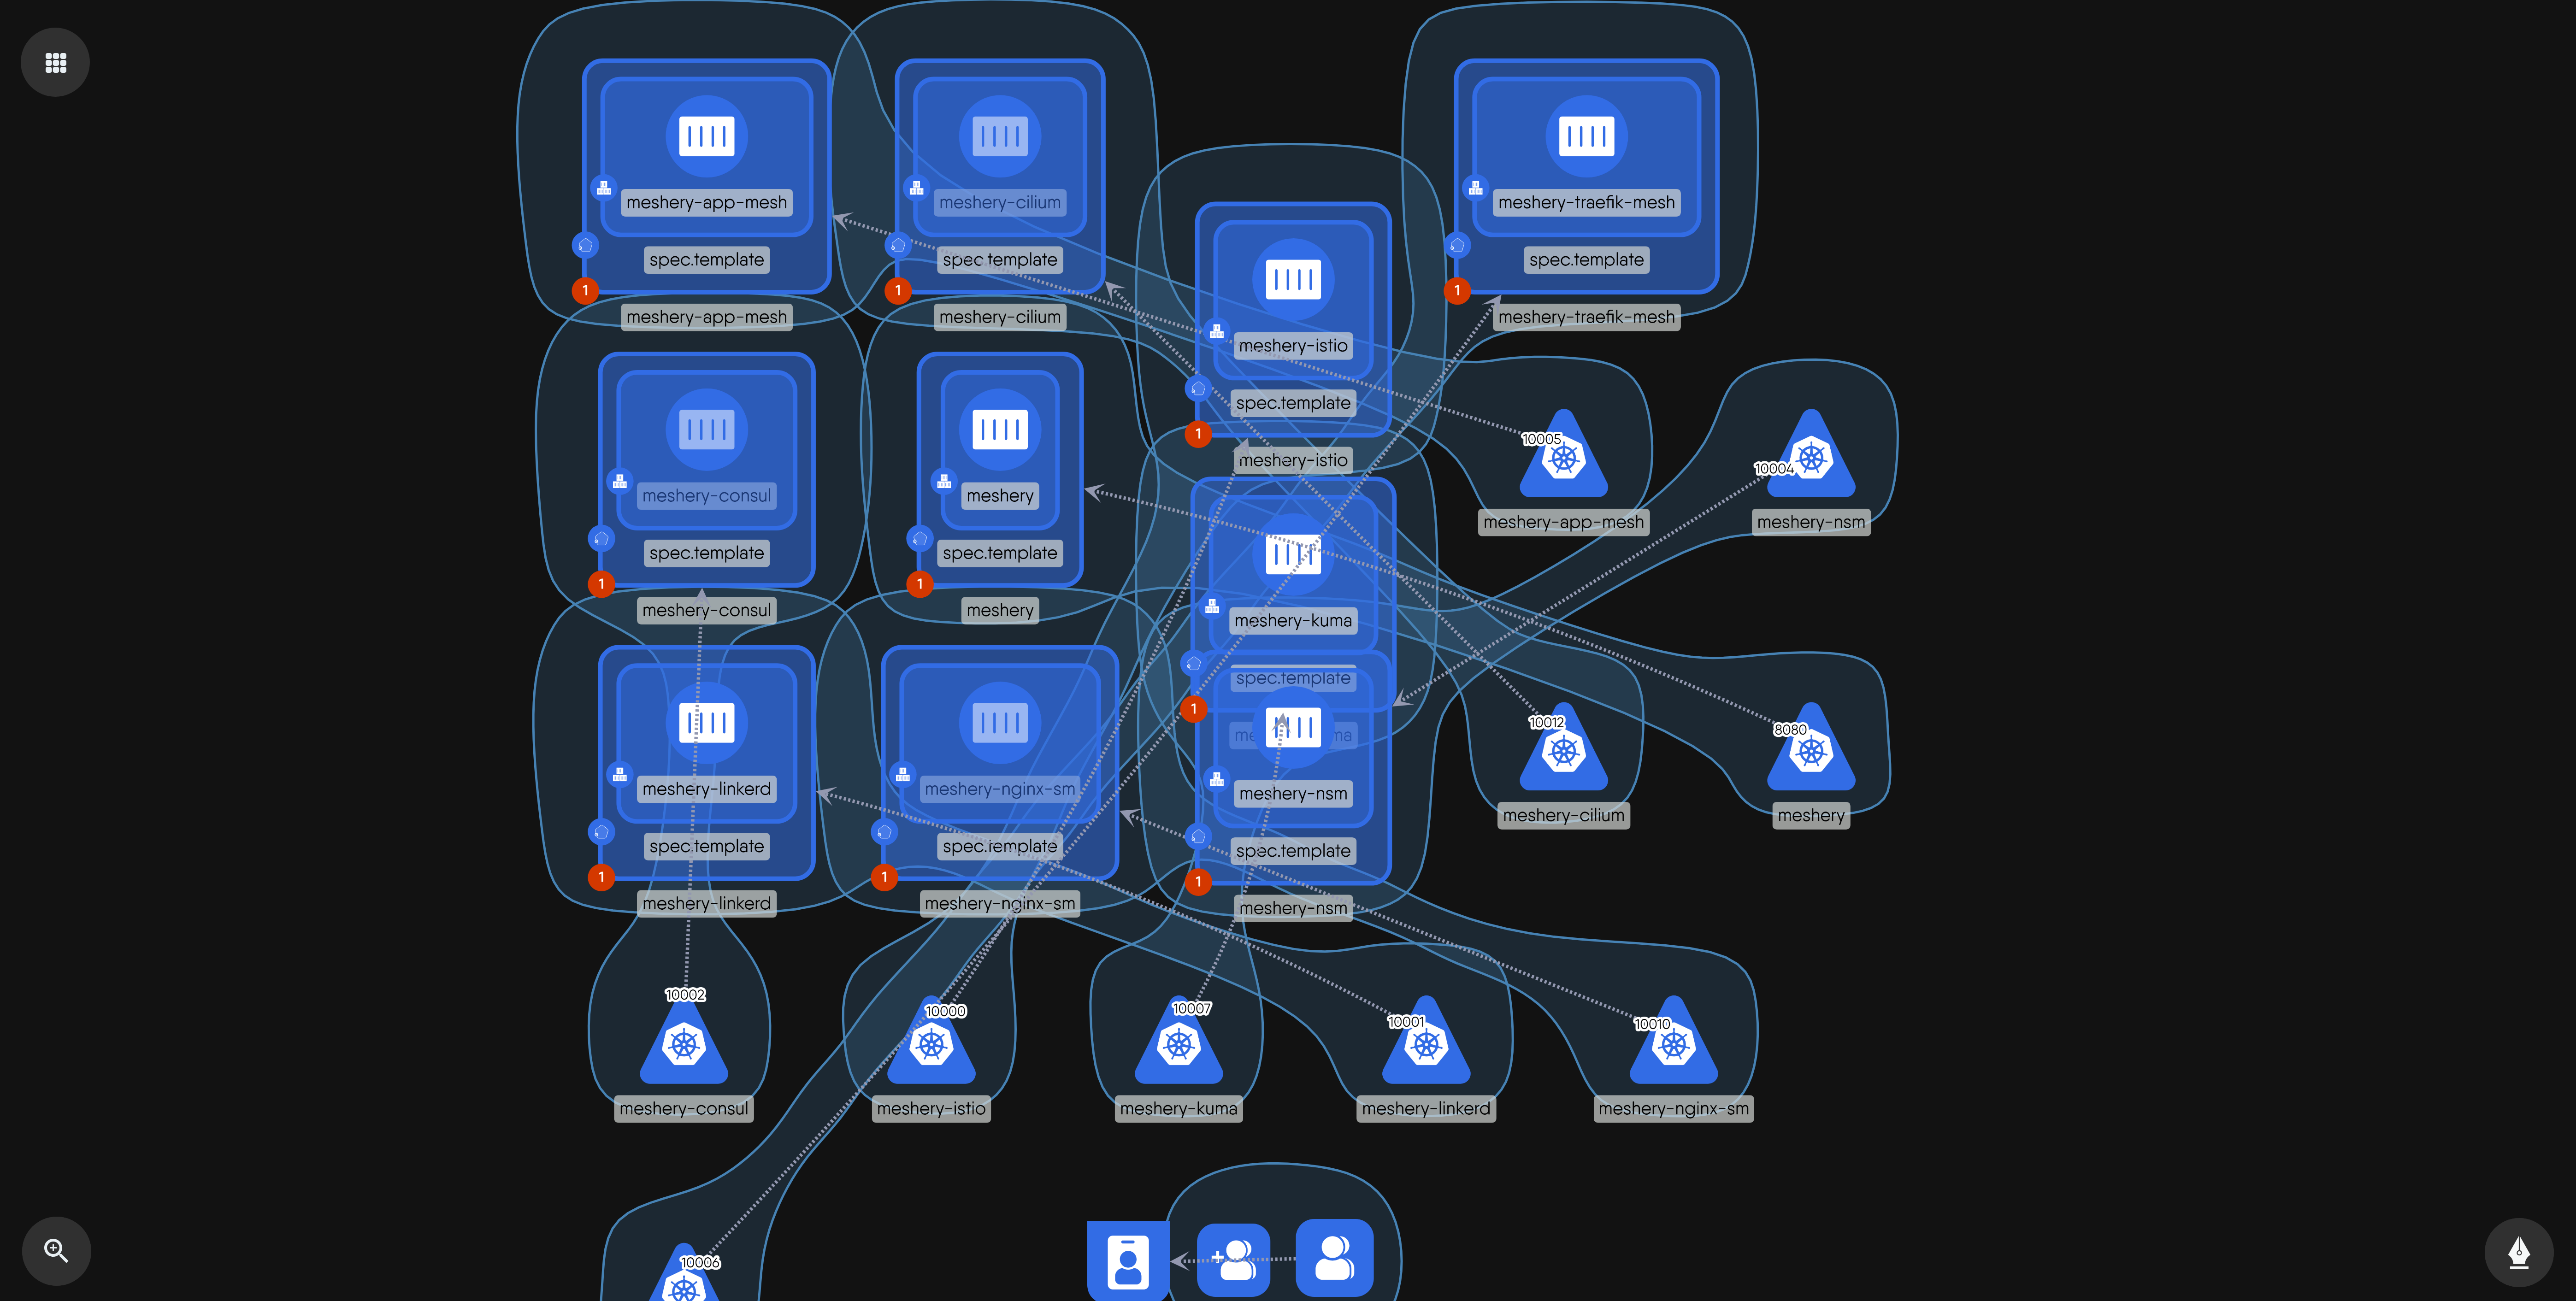 meshery-app-mesh
spec.template
1
meshery-app-mesh
meshery-cilium
spec.template
1
meshery-cilium
meshery-istio
spec.template
1
meshery-istio
meshery-traefik-mesh
spec.template
1
meshery-traefik-mesh
meshery-consul
spec.template
1
meshery-consul
meshery
spec.template
1
meshery
10005
meshery-app-mesh
10004
meshery-nsm
meshery-kuma
spec.template
1
meshery-linkerd
spec.template
1
meshery-linkerd
meshery-nginx-sm
spec.template
1
meshery-nginx-sm
meshery-nsm
spec.template
1
meshery-nsm
10012
meshery-cilium
8080
meshery
10002
meshery-consul
10000
meshery-istio
10007
meshery-kuma
10001
meshery-linkerd
10010
meshery-nginx-sm
10006